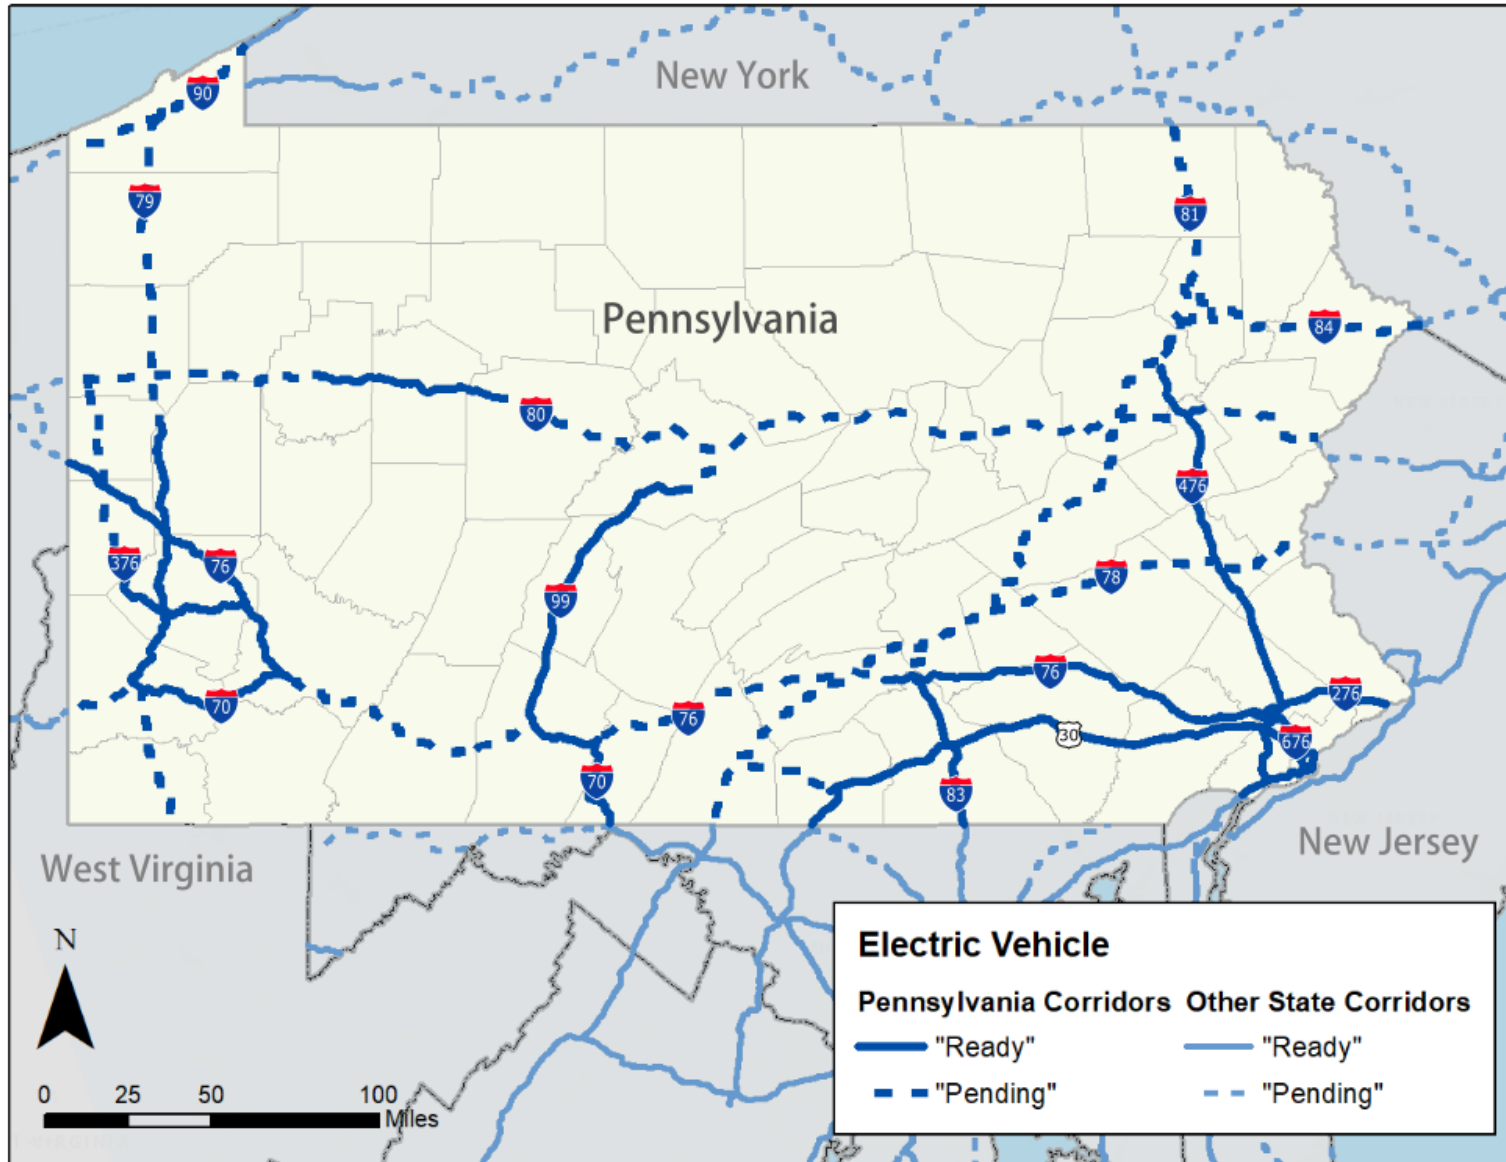 New York
90
79
81
Pennsylvania
84
80
476
376
76
78
99
76
276
70
76
30
676
70
83
West Virginia
New Jersey
N
Electric Vehicle
Pennsylvania Corridors Other State Corridors
"Ready" "Ready"
"Pending" "Pending"
0 25 50 100
Miles